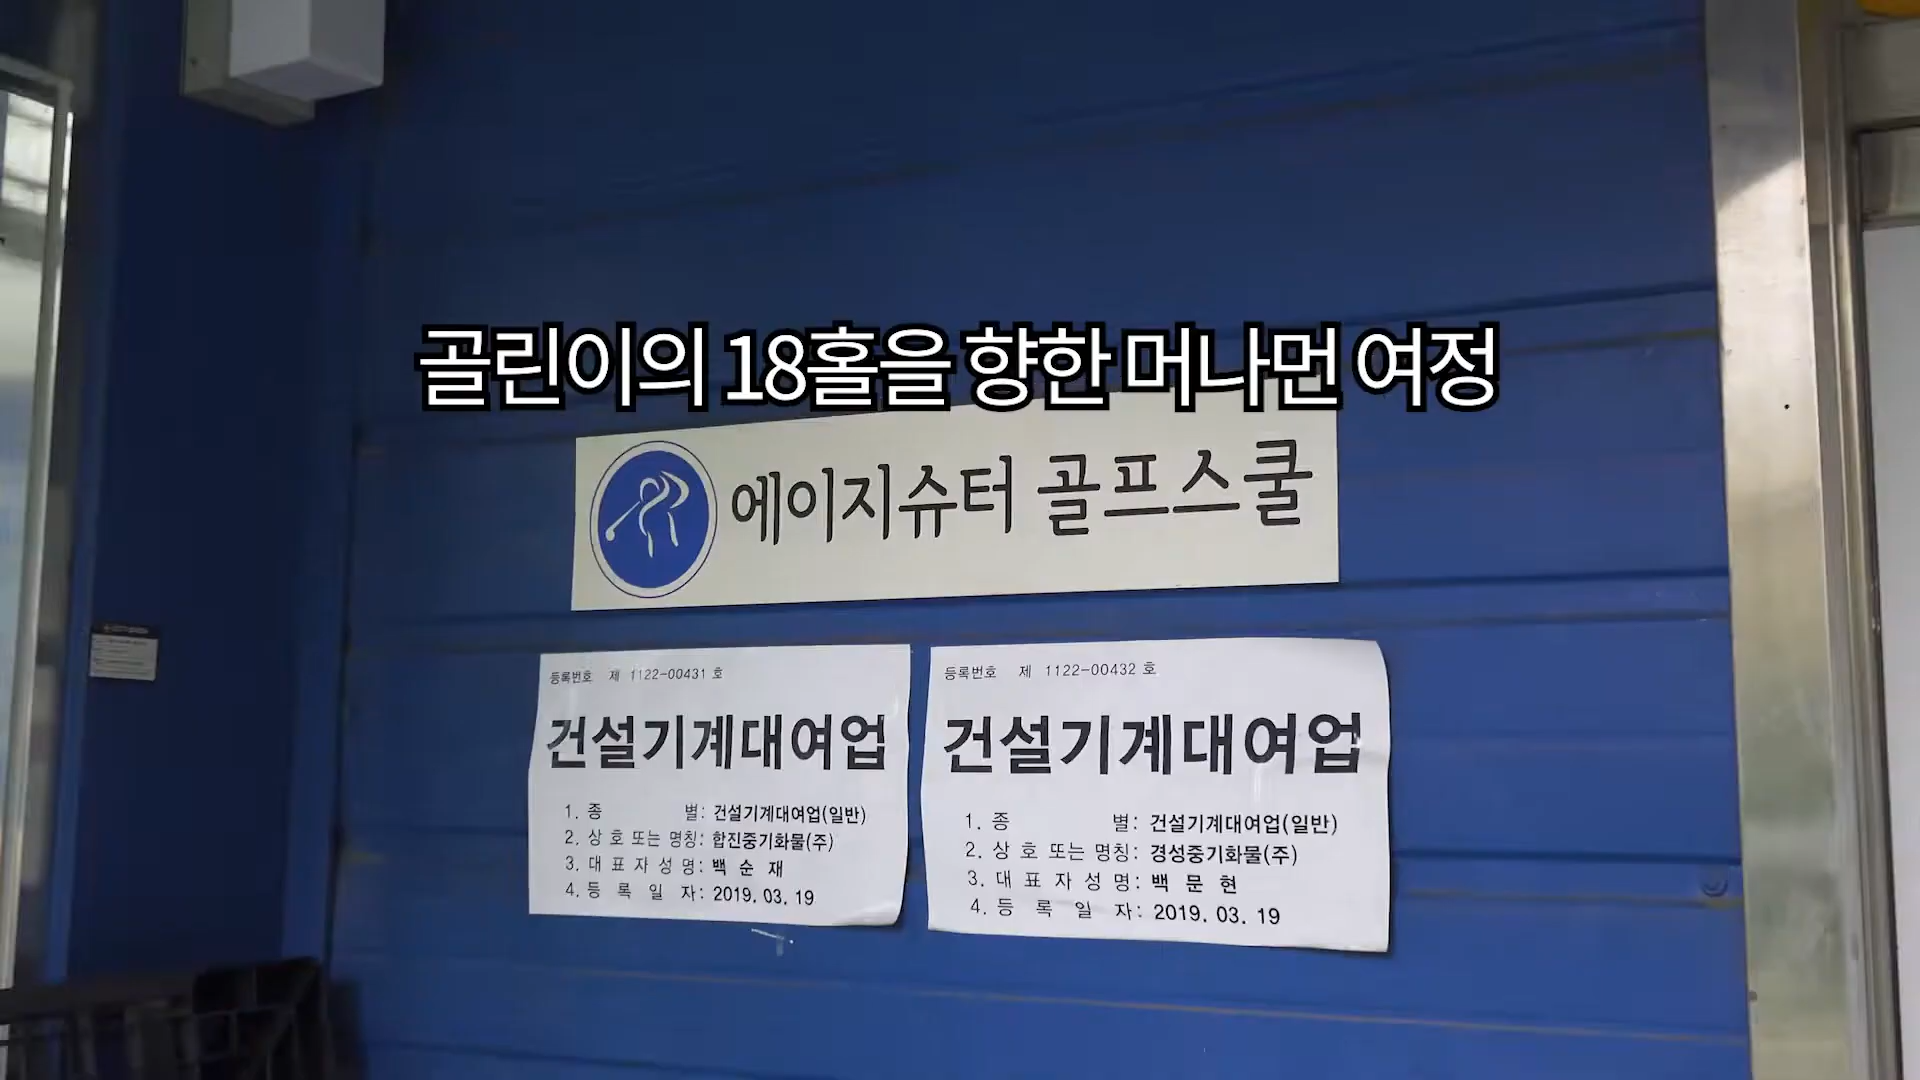 골린이의 18홀을 향한 머나먼 여정
에이지슈터 골프스쿨
등록번호 제 1122-00431 호
건설기계대여업
1. 종 별: 건설기계대여업(일반)
2. 상 호 또는 명칭: 합진중기화물(주)
3. 대 표 자 성 명: 백 순 재
4. 등 록 일 자: 2019. 03. 19
등록번호 제 1122-00432 호
건설기계대여업
1. 종 별: 건설기계대여업(일반)
2. 상 호 또는 명칭: 경성중기화물(주)
3. 대 표 자 성 명: 백 문 현
4. 등 록 일 자: 2019. 03. 19